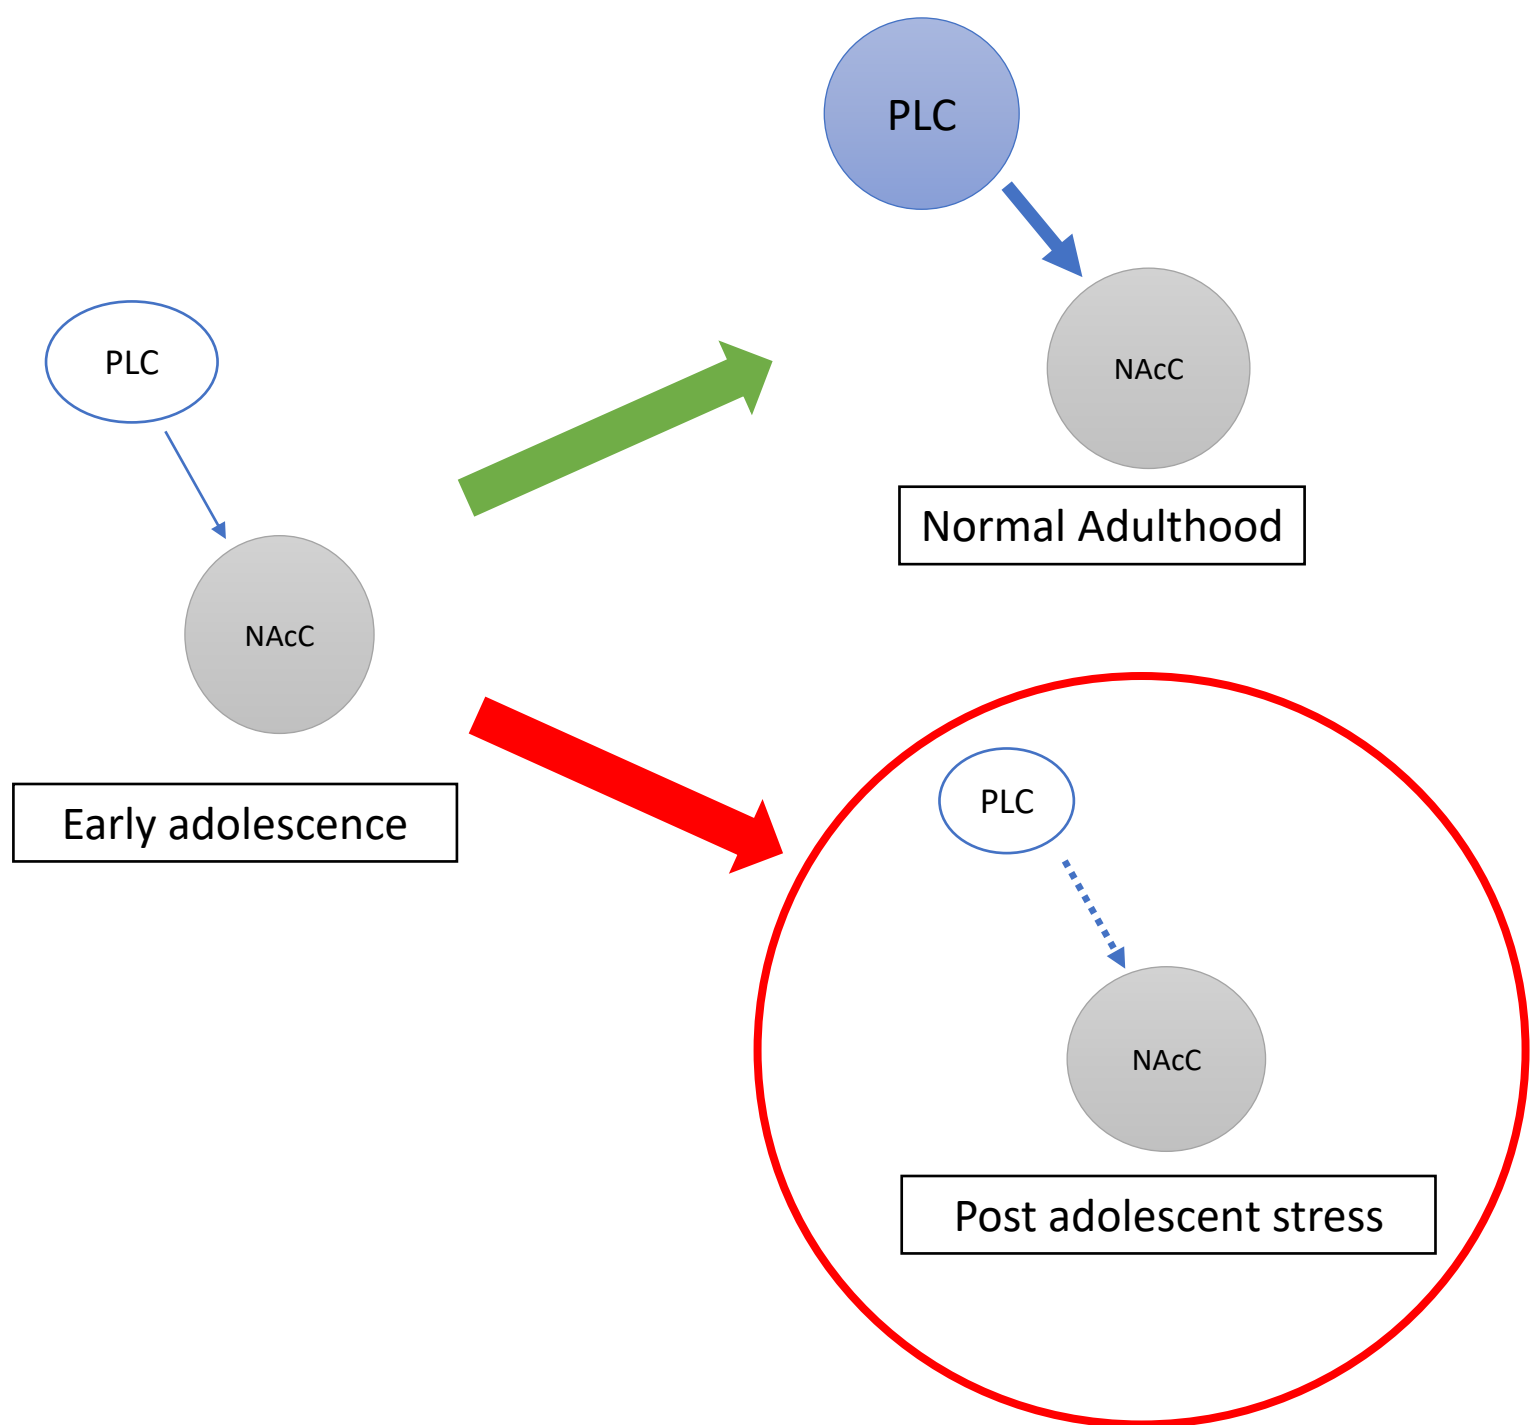 PLC
NAcC
Early adolescence
PLC
NAcC
Normal Adulthood
PLC
NAcC
Post adolescent stress